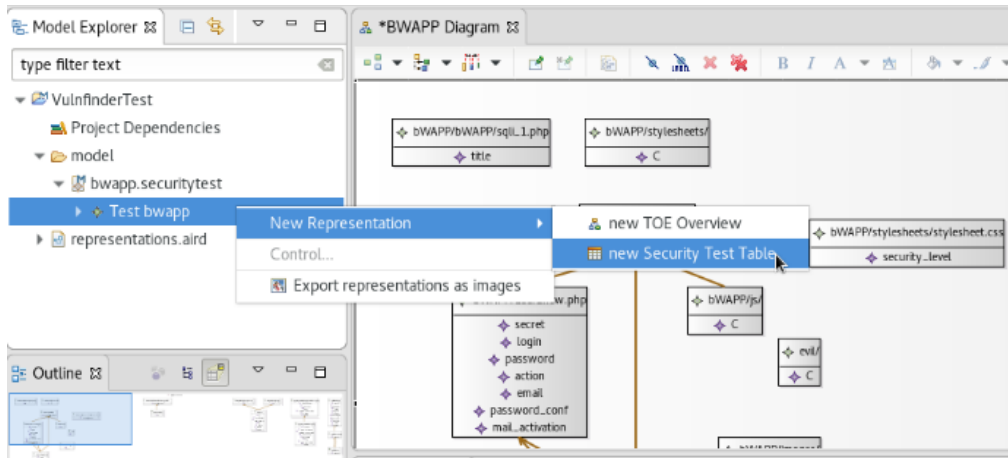 Model Explorer
type filter text
VulnfinderTest
Project Dependencies
model
bwapp.securitytest
Test bwapp
representations.aird
New Representation
Control...
Export representations as images
new TOE Overview
new Security Test Table
Outline
*BWAPP Diagram
B I A
bWAPP/bWAPP/sqli_1.php
title
bWAPP/stylesheets/
C
bWAPP/stylesheets/stylesheet.css
security_level
.php
secret
login
password
action
email
password_conf
mail_activation
bWAPP/js/
C
evil/
C